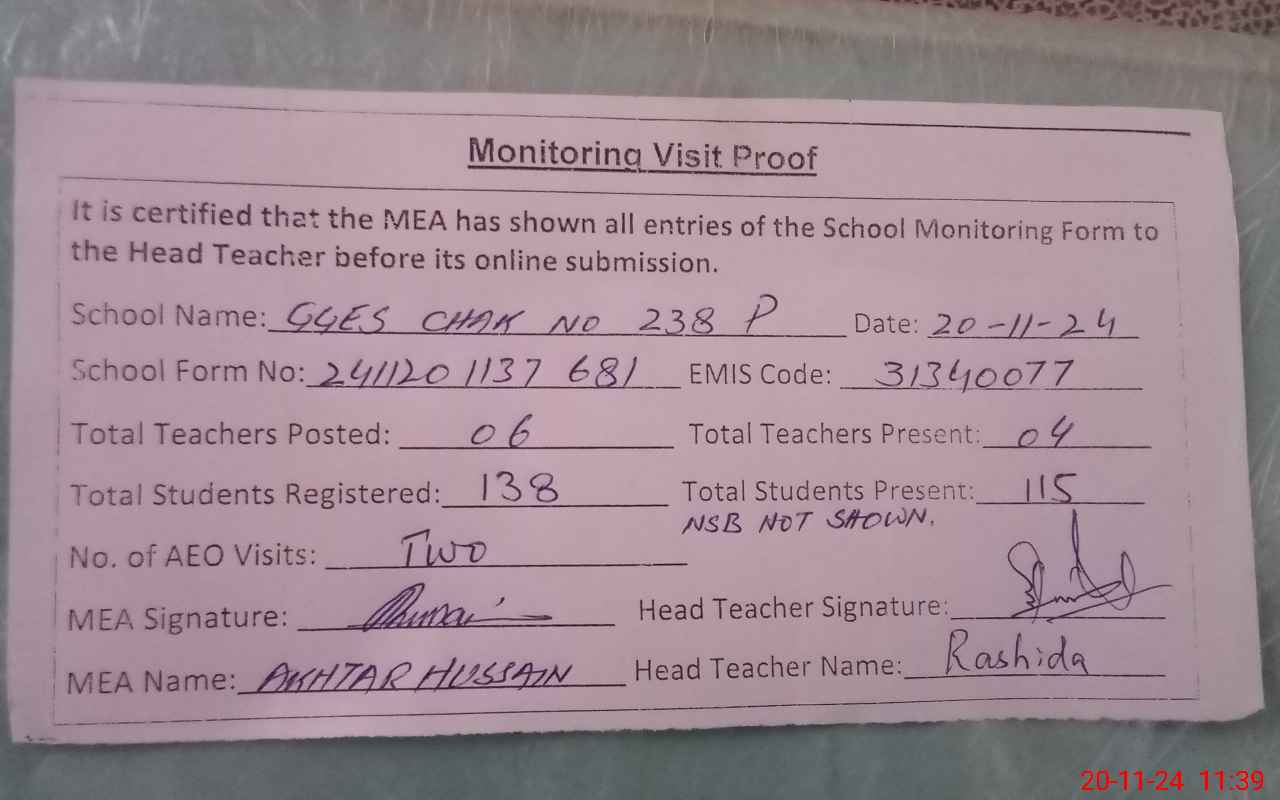 Monitoring Visit Proof
It is certified that the MEA has shown all entries of the School Monitoring Form to
the Head Teacher before its online submission.
School Name: GGES CHAK NO 238 P Date: 20-11-24
School Form No: 241120 1137 681 EMIS Code: 31340077
Total Teachers Posted: 06 Total Teachers Present: 04
Total Students Registered: 138 Total Students Present: 115
NSB NOT SHOWN.
No. of AEO Visits: Two
MEA Signature: Head Teacher Signature:
MEA Name: AKHTAR HUSSAIN Head Teacher Name: Rashida
20-11-24 11:39